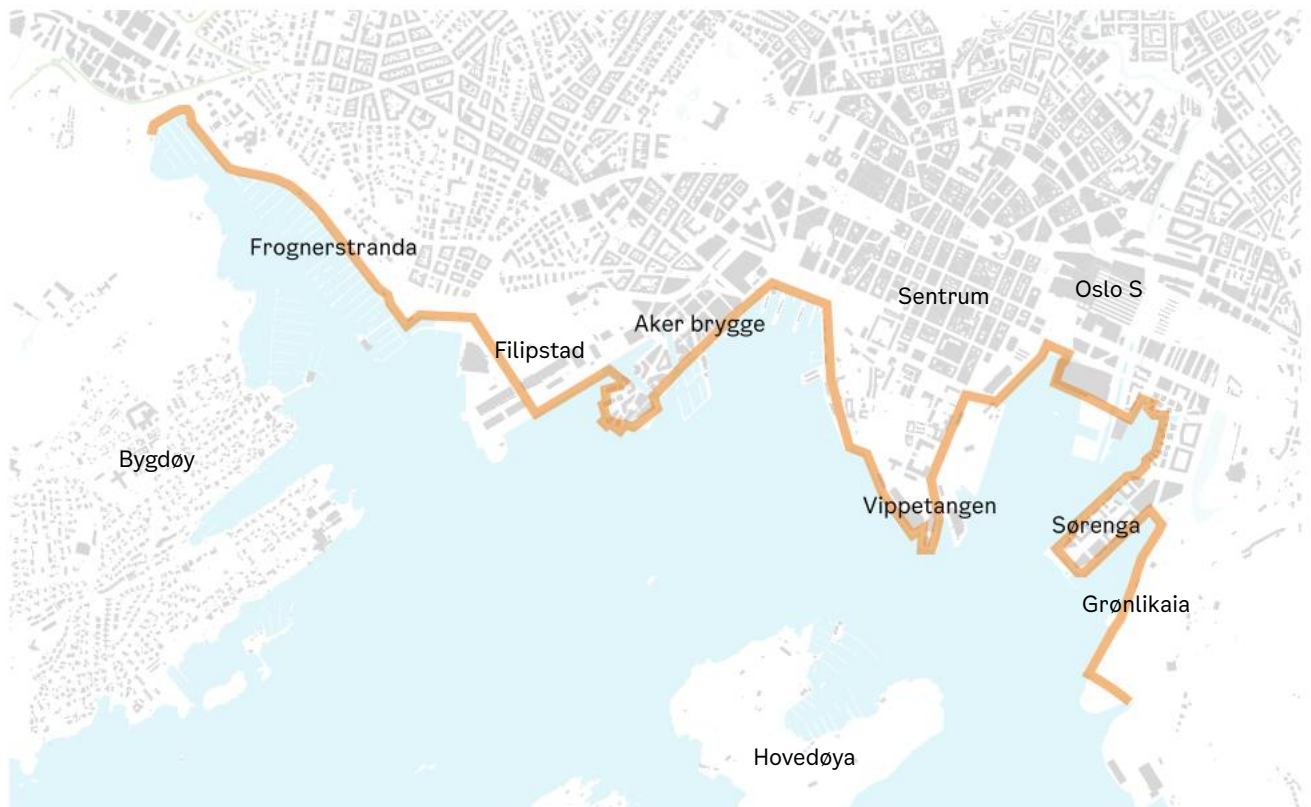 Frognerstranda
Oslo S
Sentrum
Aker brygge
Filipstad
Bygdøy
Vippetangen
Sørenga
Grønlikaia
Hovedøya